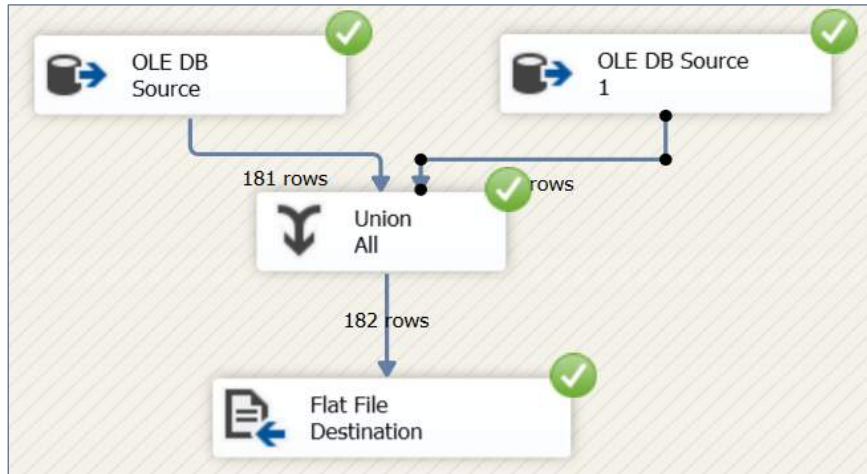 OLE DB
Source
OLE DB Source
1
181 rows
rows
Union
All
182 rows
Flat File
Destination